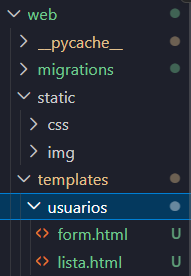 web
__pycache__
migrations
static
css
img
templates
usuarios
<> form.html U
<> lista.html U